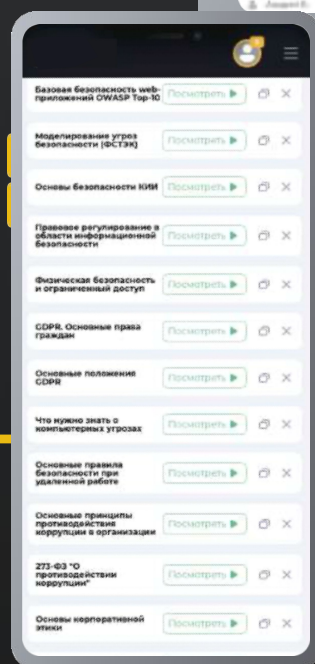 Базовая безопасность web-
приложений OWASP Top-10
Посмотреть
Моделирование угроз
безопасности (ФСТЭК)
Посмотреть
Основы безопасности КИИ
Посмотреть
Правовое регулирование в
области информационной
безопасности
Посмотреть
Физическая безопасность
и ограниченный доступ
Посмотреть
GDPR. Основные права
граждан
Посмотреть
Основные положения
GDPR
Посмотреть
Что нужно знать о
компьютерных угрозах
Посмотреть
Основные правила
безопасности при
удаленной работе
Посмотреть
Основные принципы
противодействия
коррупции в организации
Посмотреть
273-ФЗ "О
противодействии
коррупции"
Посмотреть
Основы корпоративной
этики
Посмотреть